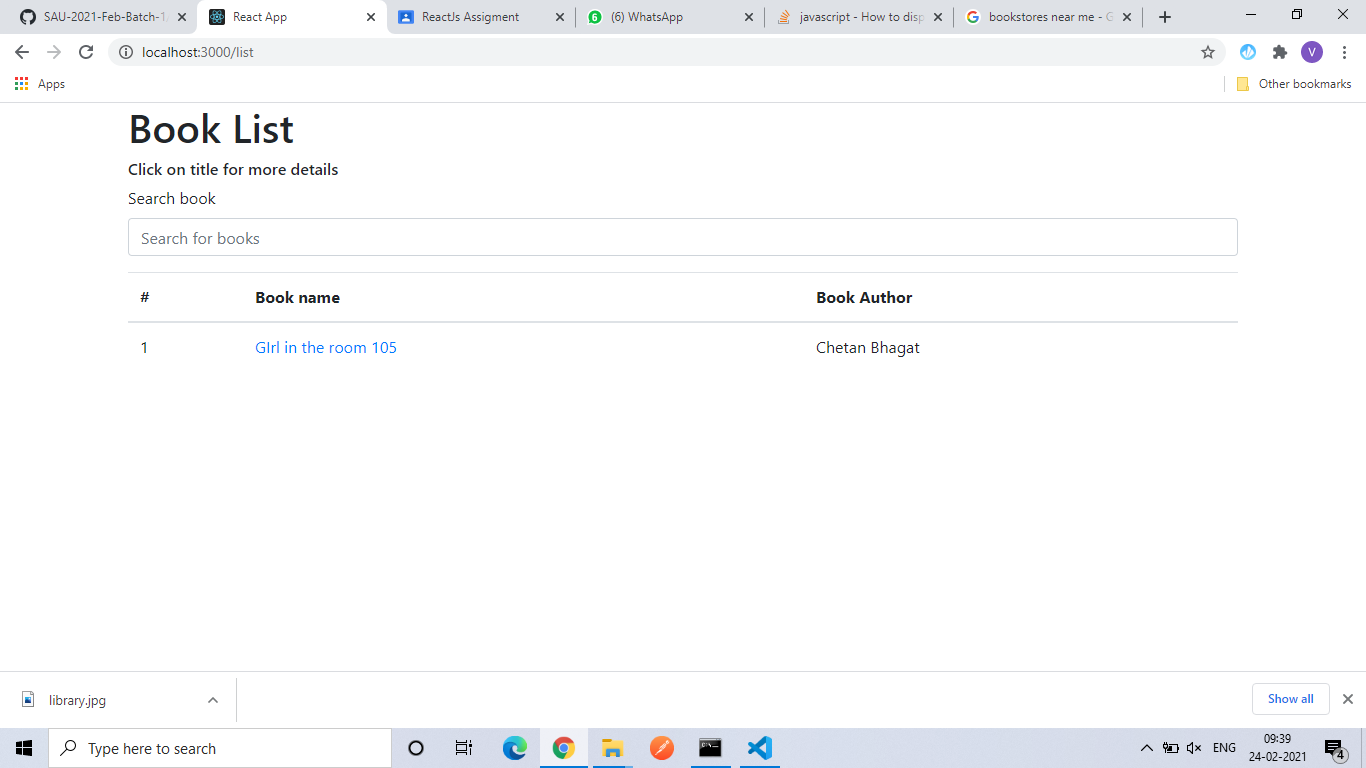 SAU-2021-Feb-Batch-1/
React App
ReactJs Assigment
6
(6) WhatsApp
javascript - How to disp
bookstores near me - G
localhost:3000/list
V
Apps
Other bookmarks
Book List
Click on title for more details
Search book
Search for books
# Book name Book Author
1 GIrl in the room 105 Chetan Bhagat
library.jpg
Show all
Type here to search
ENG
09:39
24-02-2021
4